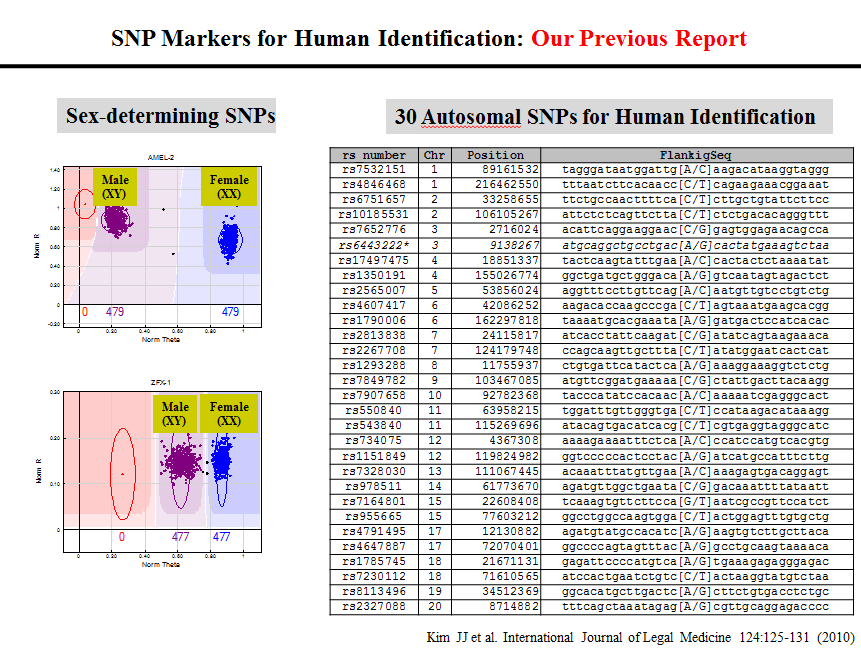 SNP Markers for Human Identification: Our Previous Report
Sex-determining SNPs
AMEL-2
1.40
1.20
1
0.80
0.60
0.40
0.20
0
-0.20
Norm R
Male
(XY)
Female
(XX)
0 479 479
0 0.20 0.40 0.60 0.80 1
Norm Theta
ZFX-1
0.30
0.20
0.10
0
Norm R
Male
(XY)
Female
(XX)
0 477 477
0 0.20 0.40 0.60 0.80 1
Norm Theta
30 Autosomal SNPs for Human Identification
rs number Chr Position FlankigSeq
rs7532151 1 89161532 tagggataatggattg[A/C]aagacataaggtaggg
rs4846468 1 216462550 tttaatcttcacaacc[C/T]cagaagaaacggaaat
rs6751657 2 33258655 ttctgccaacttttca[C/T]cttgctgtattcttcc
rs10185531 2 106105267 attctctcagttctta[C/T]ctctgacacagggttt
rs7652776 3 2716024 acattcaggaaggaac[C/G]gagtggagaacagcca
rs6443222* 3 9138267 atgcaggctgcctgac[A/G]cactatgaaagtctaa
rs17497475 4 18851337 tactcaagtatttgaa[A/C]cactactctaaaatat
rs1350191 4 155026774 ggctgatgctgggaca[A/G]gtcaatagtagactct
rs2565007 5 53856024 aggtttccttgttcag[A/C]aatgttgtcctgtctg
rs4607417 6 42086252 aagacaccaagcccga[C/T]agtaaatgaagcacgg
rs1790006 6 162297818 taaaatgcacgaaata[A/G]gatgactccatcacac
rs2813838 7 24115817 atcacctattcaagat[C/G]atatcagtaagaaaca
rs2267708 7 124179748 ccagcaagttgcttta[C/T]atatggaatcactcat
rs1293288 8 11755937 ctgtgattcatactca[A/G]aaaggaaaggtctctg
rs7849782 9 103467085 atgttcggatgaaaaa[C/G]ctattgacttacaagg
rs7907658 10 92782368 tacccatatccacaac[A/C]aaaaatcgagggcact
rs550840 11 63958215 tggatttgttgggtga[C/T]ccataagacataaagg
rs543840 11 115269696 atacagtgacatcacg[C/T]cgtgaggtagggcatc
rs734075 12 4367308 aaaagaaaatttctca[A/C]ccatccatgtcacgtg
rs1151849 12 119824982 ggtcccccactcctac[A/G]atcatgccatttcttg
rs7328030 13 111067445 acaaatttatgttgaa[A/C]aaagagtgacaggagt
rs978511 14 61773670 agatgttggctgaata[C/G]gacaaattttatatt
rs7164801 15 22608408 tcaaagtgttcttcca[G/T]aatcgccgttccatct
rs955665 15 77603212 ggcctggccaagtgga[C/T]actggagtttgtgctg
rs4791495 17 12130882 agatgtatgccacatc[A/G]aagtgtcttgcttaca
rs4647887 17 72070401 ggccccagtagtttac[A/G]gcctgcaagtaaaaca
rs1785745 18 21671131 gagattccccatgtca[A/G]tgaaagagagggagac
rs7230112 18 71610565 atccactgaatctgtc[C/T]actaaggtatgtctaa
rs8113496 19 34512369 ggcacatgcttgactc[A/G]cttctgtgacctctgc
rs2327088 20 8714882 tttcagctaaatagag[A/G]cgttgcaggagacccc
Kim JJ et al. International Journal of Legal Medicine 124:125-131 (2010)